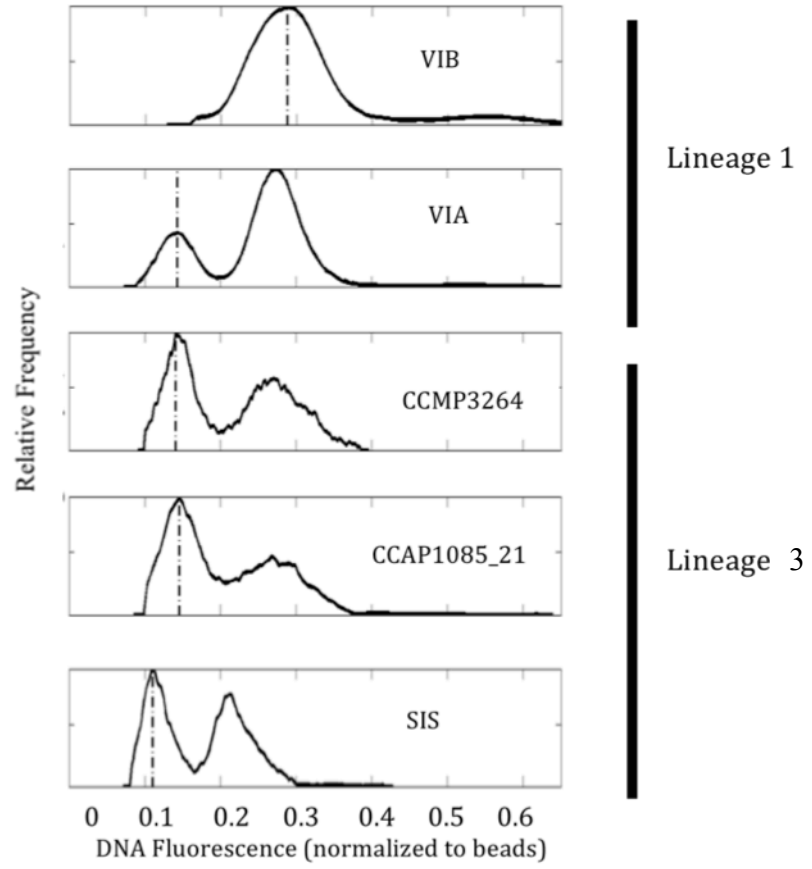 VIB
Lineage 1
VIA
Relative Frequency
CCMP3264
CCAP1085_21
Lineage 3
SIS
0 0.1 0.2 0.3 0.4 0.5 0.6
DNA Fluorescence (normalized to beads)